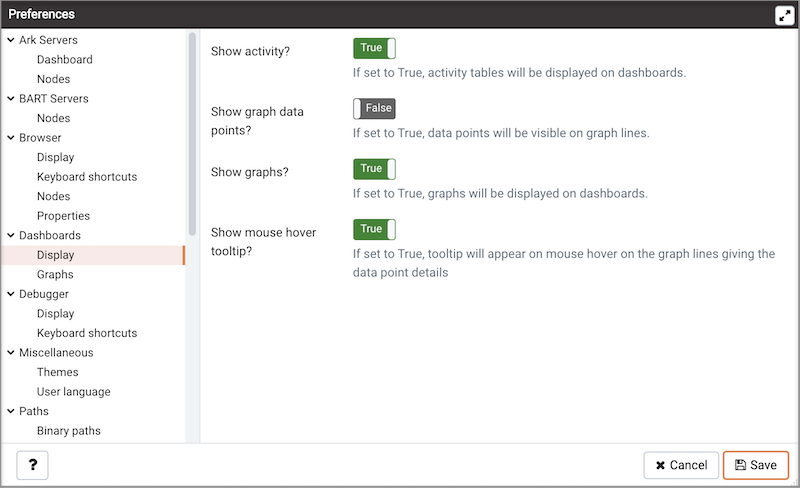 Preferences
Ark Servers
Dashboard
Nodes
BART Servers
Nodes
Browser
Display
Keyboard shortcuts
Nodes
Properties
Dashboards
Display
Graphs
Debugger
Display
Keyboard shortcuts
Miscellaneous
Themes
User language
Paths
Binary paths
Show activity?
True
If set to True, activity tables will be displayed on dashboards.
Show graph data
points?
False
If set to True, data points will be visible on graph lines.
Show graphs?
True
If set to True, graphs will be displayed on dashboards.
Show mouse hover
tooltip?
True
If set to True, tooltip will appear on mouse hover on the graph lines giving the
data point details
?
Cancel
Save